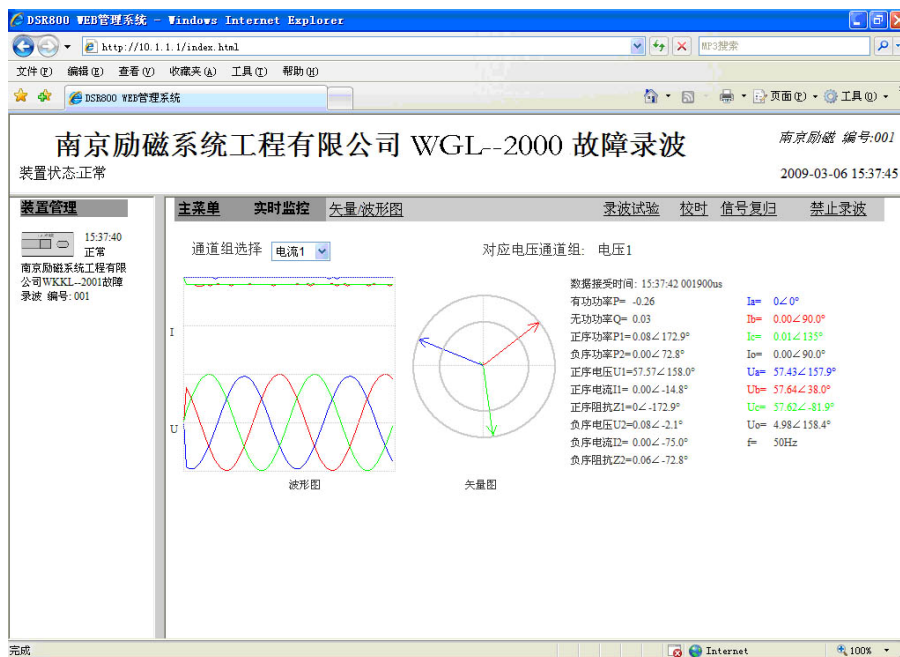 DSR800 WEB管理系统 - Windows Internet Explorer
http://10.1.1.1/index.html
MP3搜索
文件(F) 编辑(E) 查看(V) 收藏夹(A) 工具(T) 帮助(H)
DSR800 WEB管理系统
页面(P) 工具(O)
南京励磁系统工程有限公司 WGL--2000 故障录波
南京励磁 编号:001
装置状态:正常
2009-03-06 15:37:45
装置管理
主菜单 实时监控 矢量/波形图 录波试验 校时 信号复归 禁止录波
15:37:40
正常
南京励磁系统工程有限
公司WKKL--2001故障
录波 编号: 001
通道组选择 电流1 对应电压通道组: 电压1
数据接受时间: 15:37:42 001900us
有功功率P= -0.26 Ia= 0∠0°
无功功率Q= 0.03 Ib= 0.00∠90.0°
正序功率P1=0.08∠172.9° Ic= 0.01∠135°
负序功率P2=0.00∠72.8° Io= 0.00∠90.0°
正序电压U1=57.57∠158.0° Ua= 57.43∠157.9°
正序电流I1= 0.00∠-14.8° Ub= 57.64∠38.0°
正序阻抗Z1=0∠-172.9° Uc= 57.62∠-81.9°
负序电压U2=0.08∠-2.1° Uo= 4.98∠158.4°
负序电流I2= 0.00∠-75.0° f= 50Hz
负序阻抗Z2=0.06∠-72.8°
I
U
波形图 矢量图
完成 Internet 100%